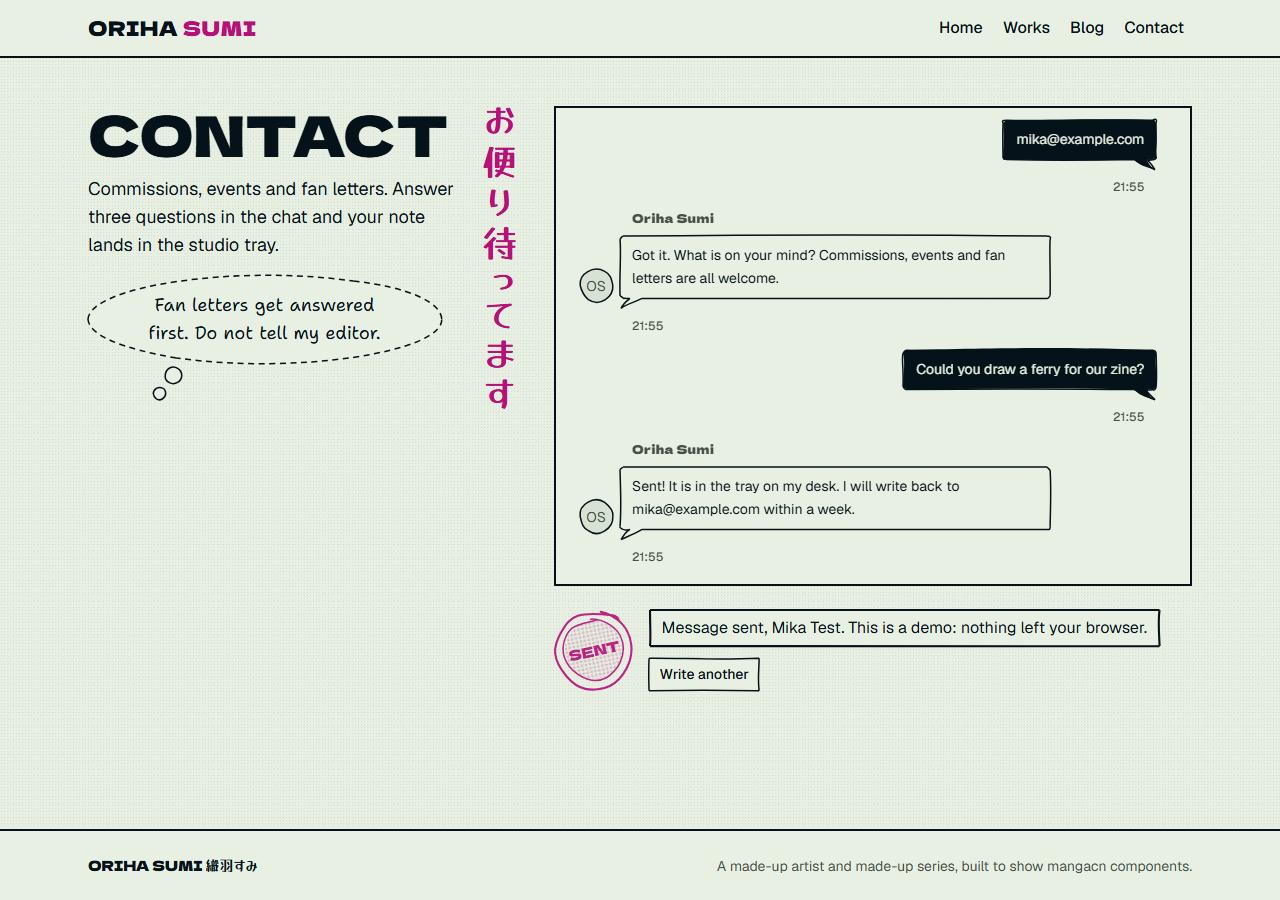 ORIHA SUMI
Home Works Blog Contact
CONTACT
Commissions, events and fan letters. Answer
three questions in the chat and your note
lands in the studio tray.
Fan letters get answered
first. Do not tell my editor.
お便り待ってます
mika@example.com
21:55
Oriha Sumi
OS
Got it. What is on your mind? Commissions, events and fan
letters are all welcome.
21:55
Could you draw a ferry for our zine?
21:55
Oriha Sumi
OS
Sent! It is in the tray on my desk. I will write back to
mika@example.com within a week.
21:55
SENT
Message sent, Mika Test. This is a demo: nothing left your browser.
Write another
ORIHA SUMI 織羽すみ
A made-up artist and made-up series, built to show mangacn components.